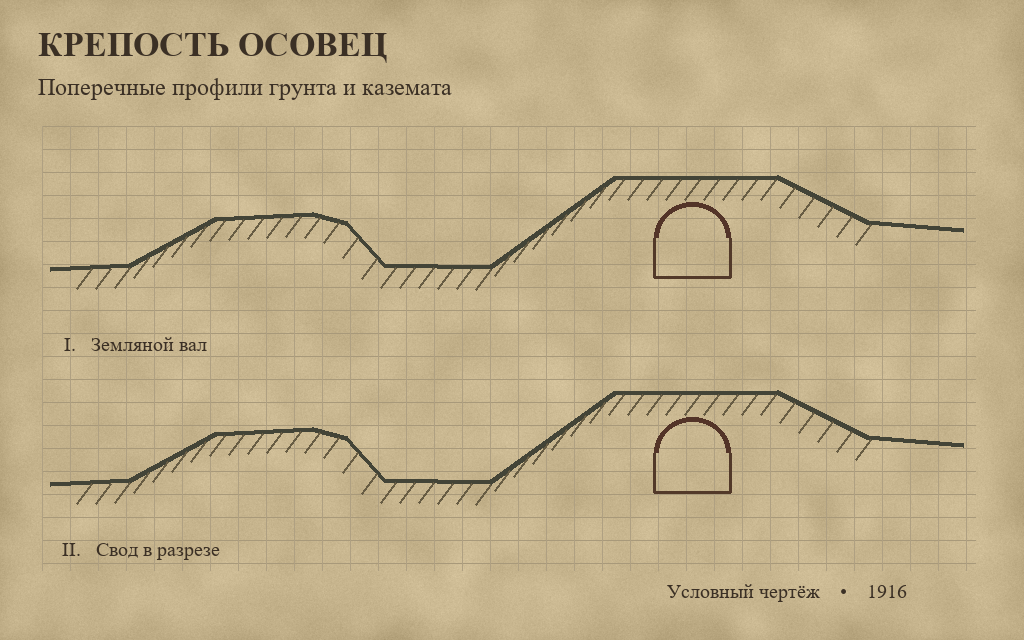 КРЕПОСТЬ ОСОВЕЦ
Поперечные профили грунта и каземата
I. Земляной вал
II. Свод в разрезе
Условный чертёж • 1916